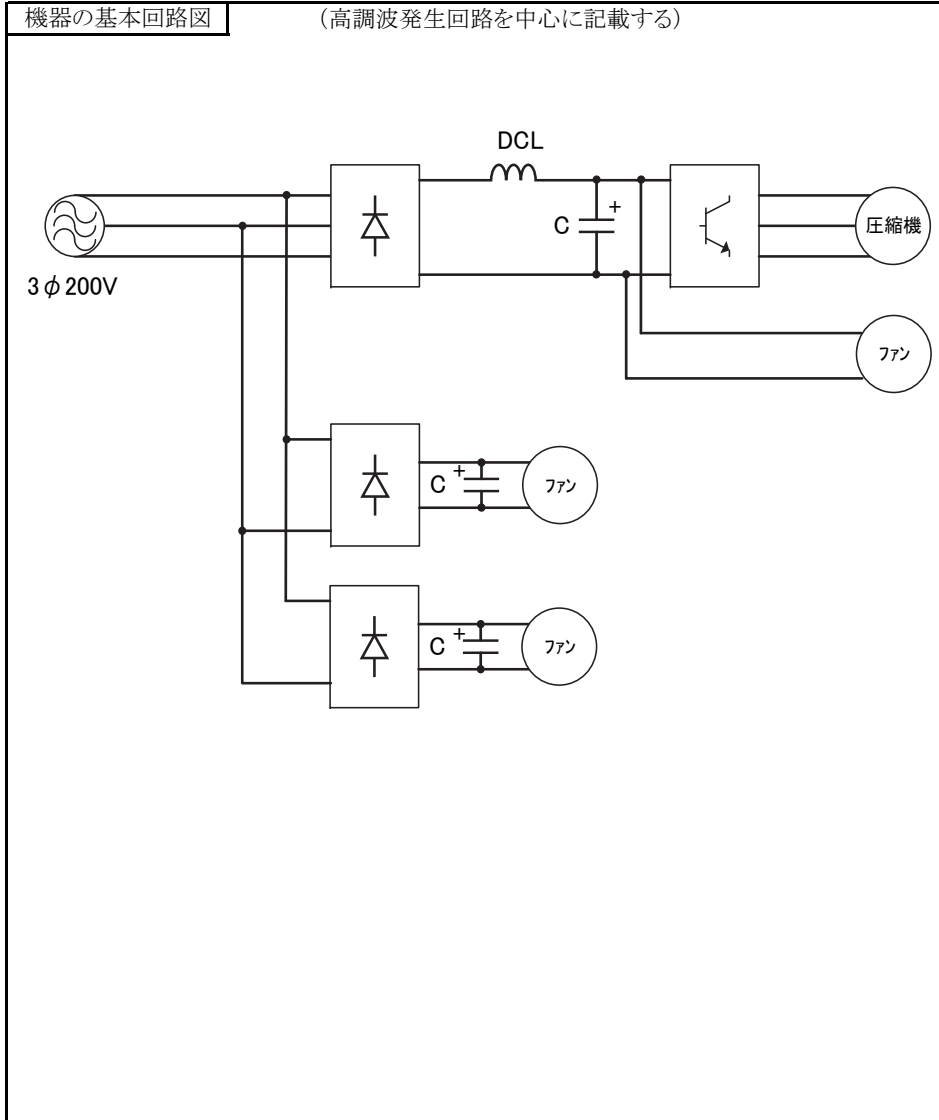 機器の基本回路図
（高調波発生回路を中心に記載する）
DCL
C
+
圧縮機
3φ200V
ファン
C
+
ファン
C
+
ファン